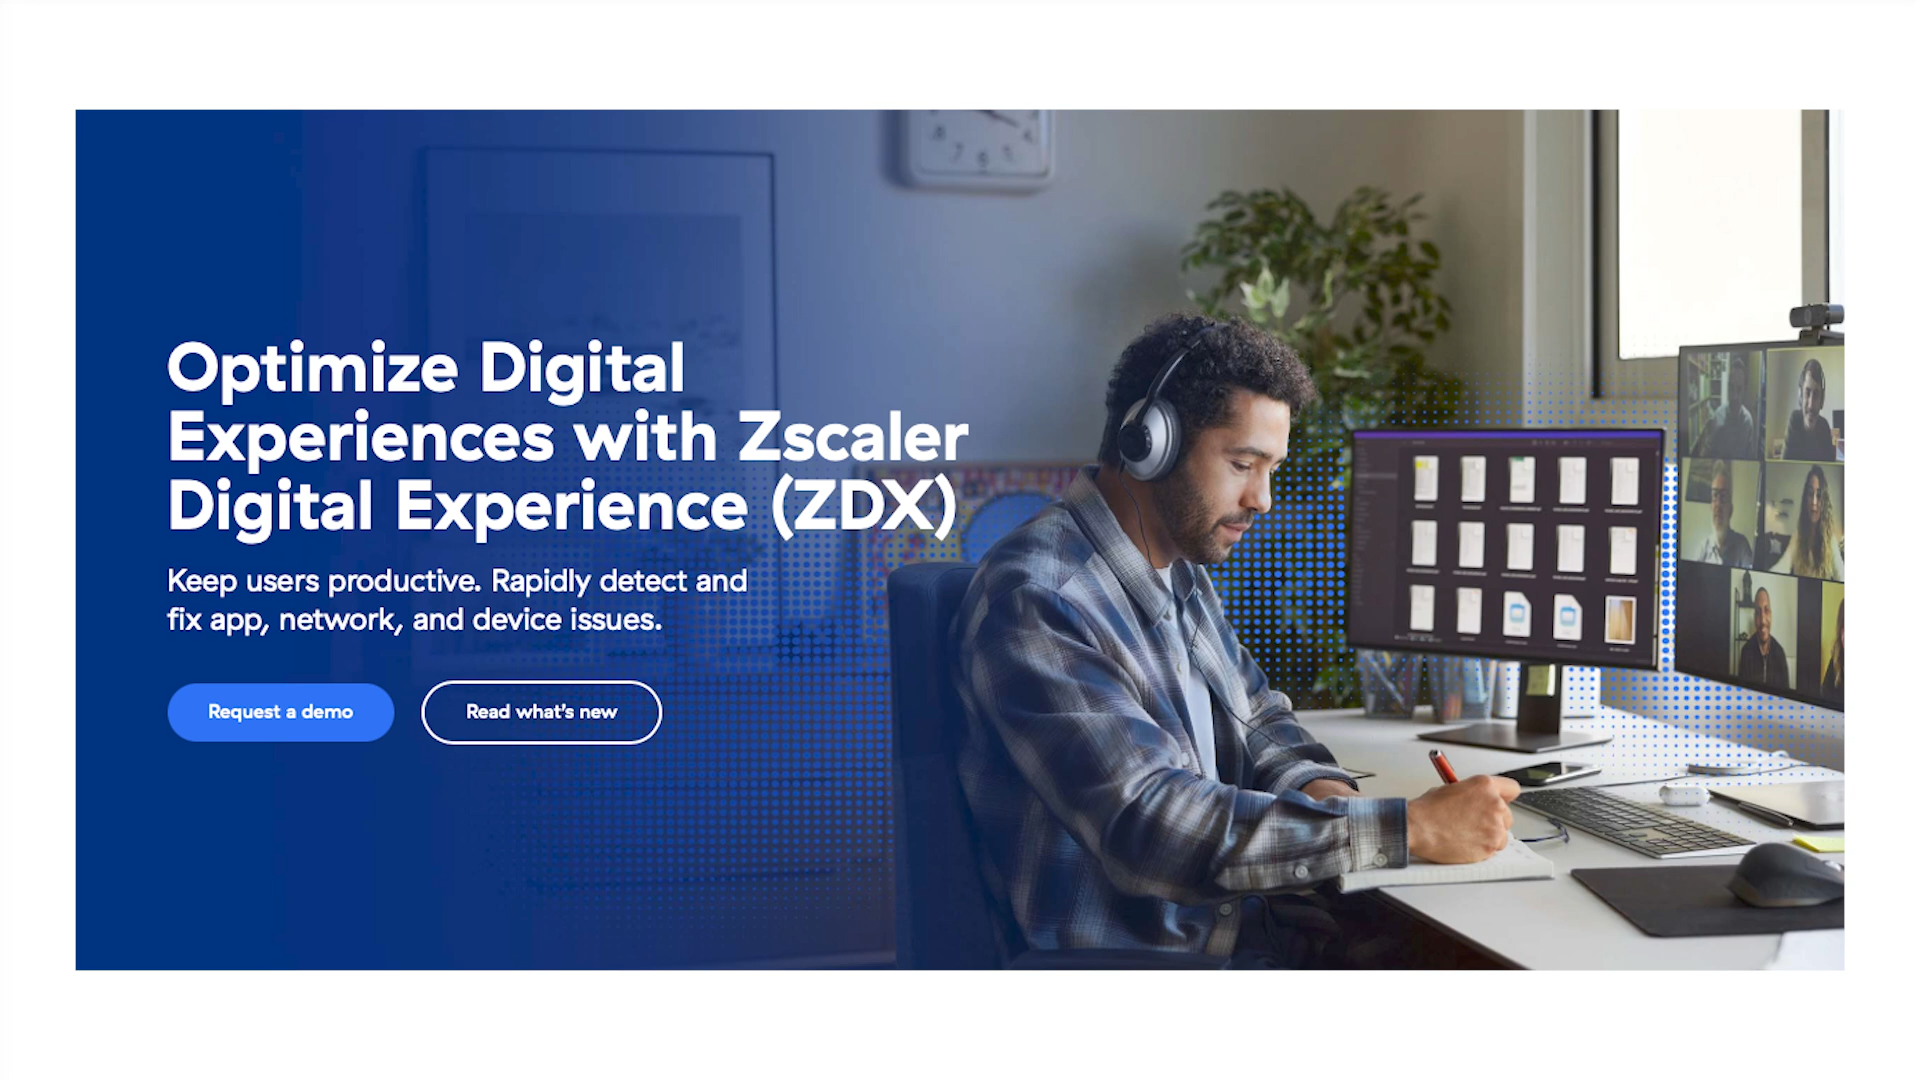 Optimize Digital
Experiences with Zscaler
Digital Experience (ZDX)
Keep users productive. Rapidly detect and
fix app, network, and device issues.
Request a demo
Read what's new